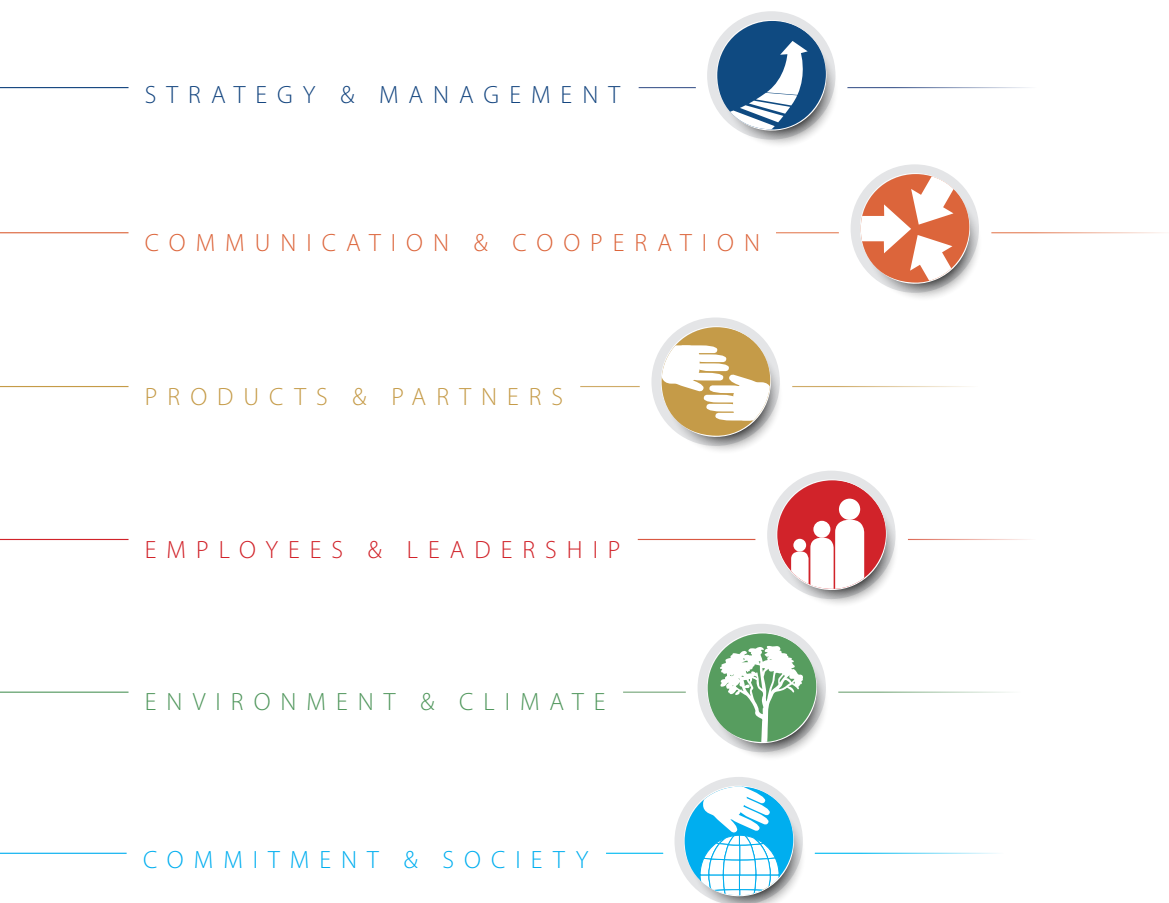 STRATEGY & MANAGEMENT
COMMUNICATION & COOPERATION
PRODUCTS & PARTNERS
EMPLOYEES & LEADERSHIP
ENVIRONMENT & CLIMATE
COMMITMENT & SOCIETY